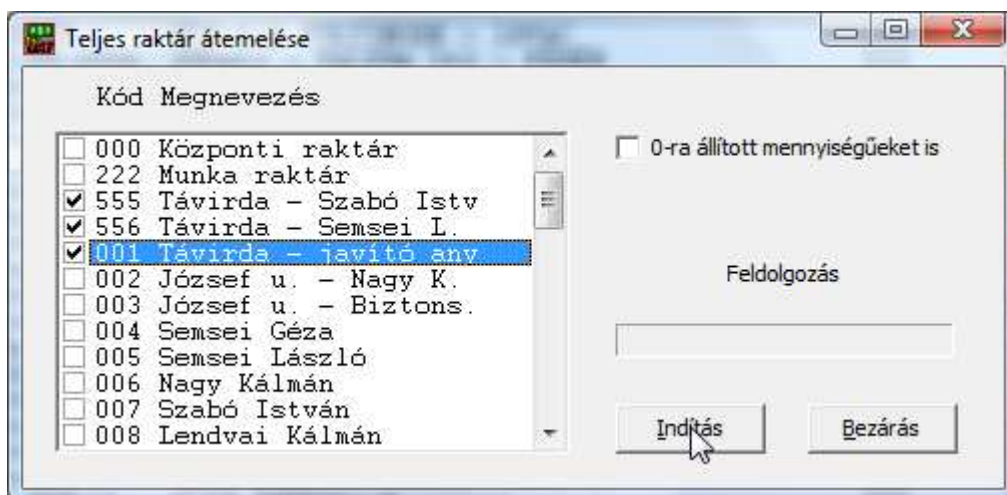 Teljes raktár átemelése
Kód Megnevezés
000 Központi raktár
222 Munka raktár
555 Távirda - Szabó Istv
556 Távirda - Semsei L.
001 Távirda - javító any
002 József u. - Nagy K.
003 József u. - Biztons.
004 Semsei Géza
005 Semsei László
006 Nagy Kálmán
007 Szabó István
008 Lendvai Kálmán
0-ra állított mennyiségűeket is
Feldolgozás
Indítás
Bezárás